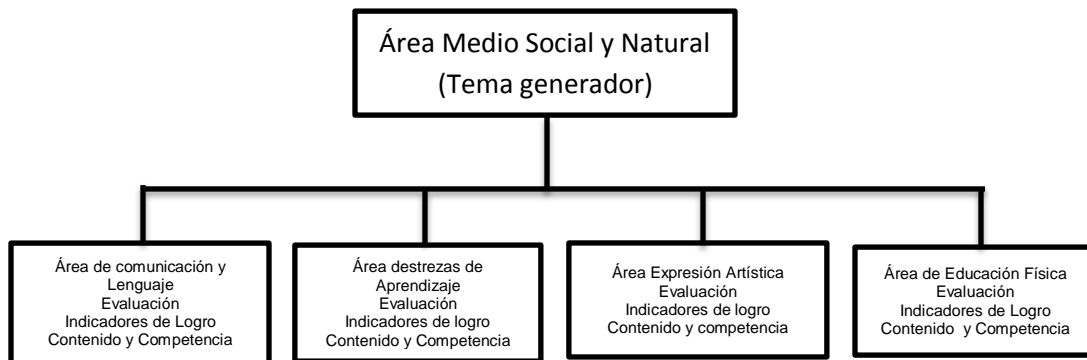 Área Medio Social y Natural
(Tema generador)
Área de comunicación y
Lenguaje
Evaluación
Indicadores de Logro
Contenido y Competencia
Área destrezas de
Aprendizaje
Evaluación
Indicadores de logro
Contenido y Competencia
Área Expresión Artística
Evaluación
Indicadores de logro
Contenido y competencia
Área de Educación Física
Evaluación
Indicadores de Logro
Contenido y Competencia